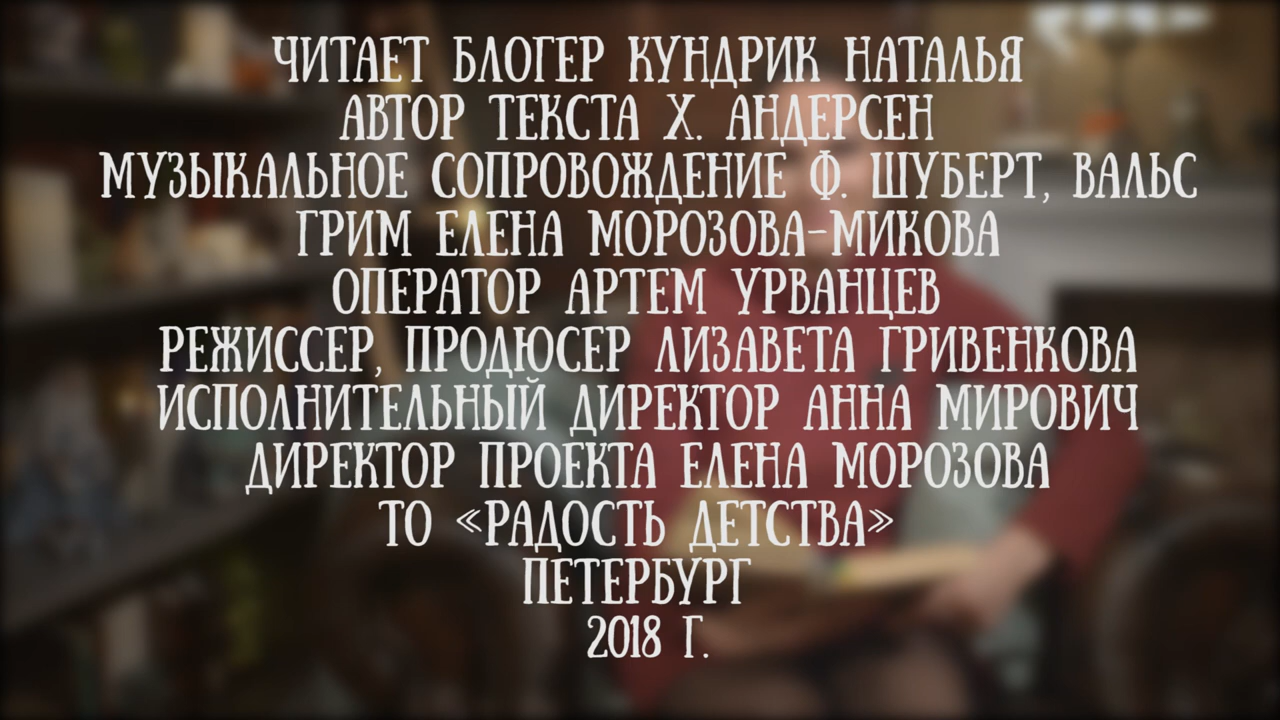 ЧИТАЕТ БЛОГЕР КУНДРИК НАТАЛЬЯ
АВТОР ТЕКСТА Х. АНДЕРСЕН
МУЗЫКАЛЬНОЕ СОПРОВОЖДЕНИЕ Ф. ШУБЕРТ, ВАЛЬС
ГРИМ ЕЛЕНА МОРОЗОВА-МИКОВА
ОПЕРАТОР АРТЕМ УРВАНЦЕВ
РЕЖИССЕР, ПРОДЮСЕР ЛИЗАВЕТА ГРИВЕНКОВА
ИСПОЛНИТЕЛЬНЫЙ ДИРЕКТОР АННА МИРОВИЧ
ДИРЕКТОР ПРОЕКТА ЕЛЕНА МОРОЗОВА
ТО «РАДОСТЬ ДЕТСТВА»
ПЕТЕРБУРГ
2018 Г.